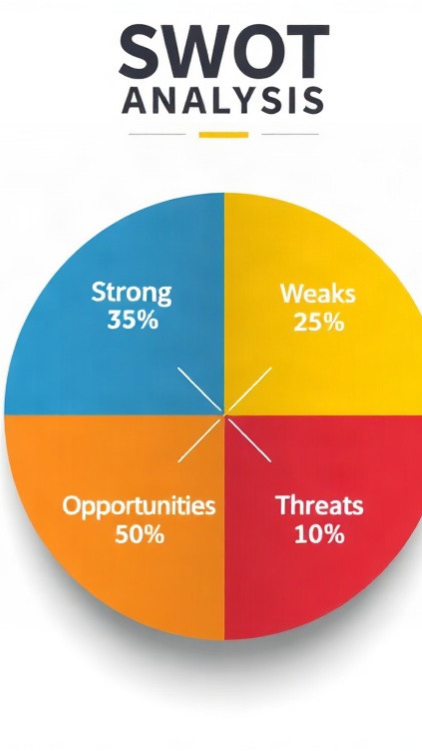 SWOT
ANALYSIS
Strong
35%
Weaks
25%
Opportunities
50%
Threats
10%